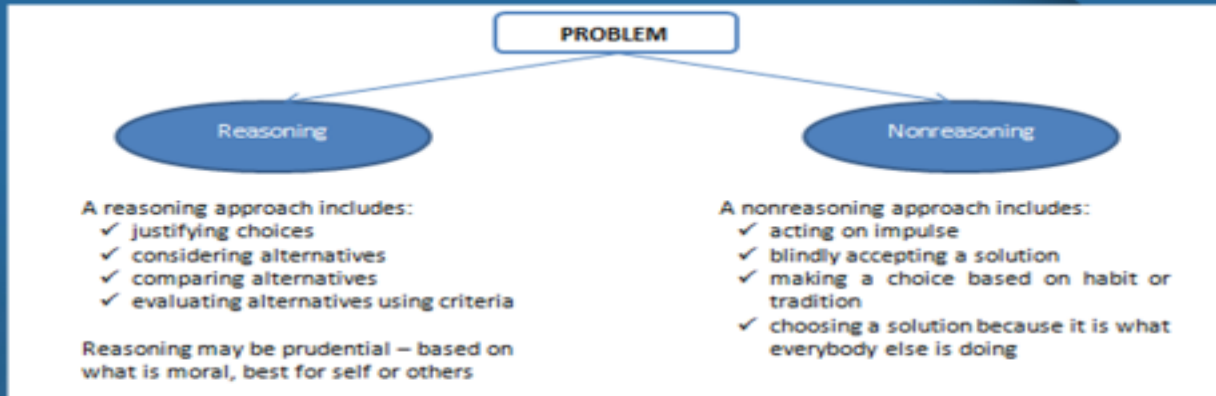 PROBLEM
Reasoning
Nonreasoning
A reasoning approach includes:
✓ justifying choices
✓ considering alternatives
✓ comparing alternatives
✓ evaluating alternatives using criteria
Reasoning may be prudential – based on
what is moral, best for self or others
A nonreasoning approach includes:
✓ acting on impulse
✓ blindly accepting a solution
✓ making a choice based on habit or
tradition
✓ choosing a solution because it is what
everybody else is doing